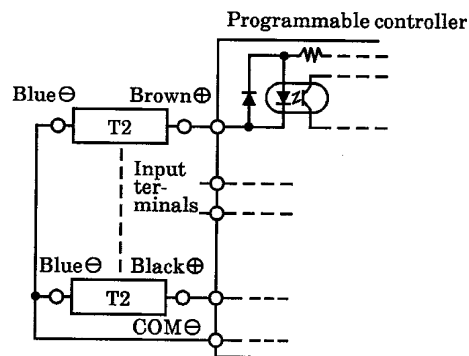 Programmable controller
Blue⊖ Brown⊕
T2
Input
ter-
minals
Blue⊖ Black⊕
T2
COM⊖